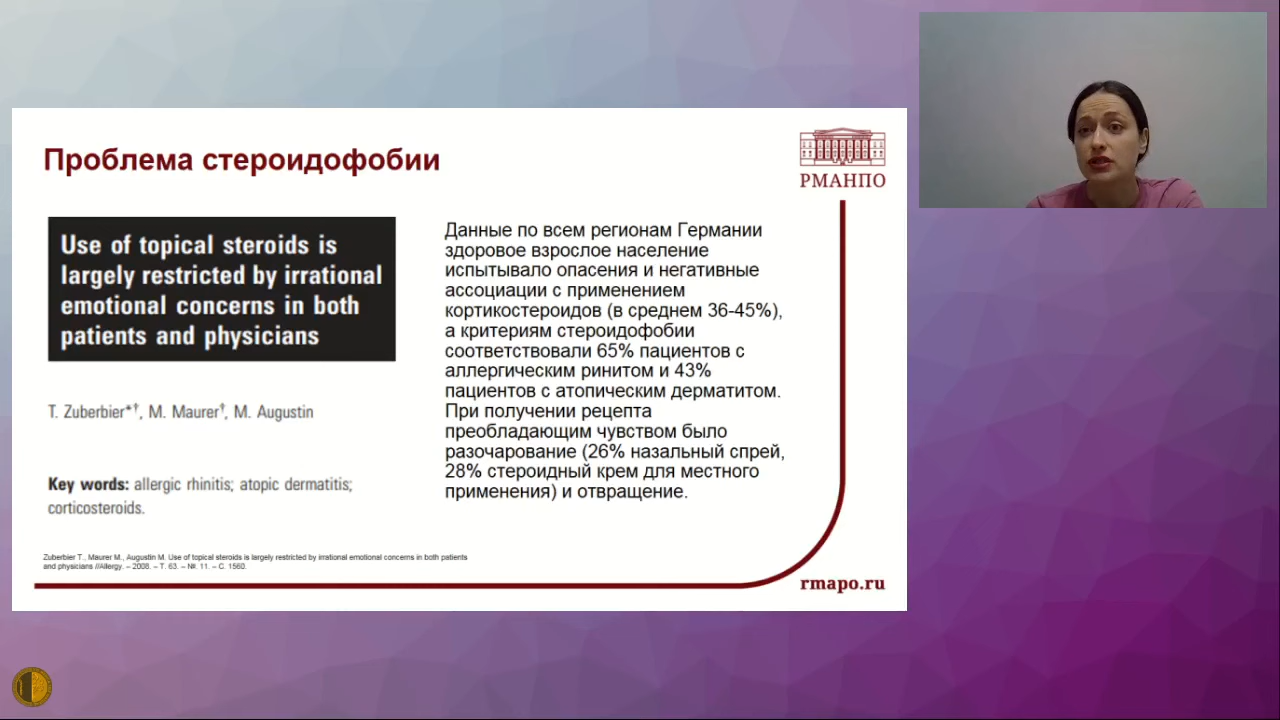 Проблема стероидофобии
РМАНПО
Use of topical steroids is
largely restricted by irrational
emotional concerns in both
patients and physicians
T. Zuberbier*†, M. Maurer†, M. Augustin
Key words: allergic rhinitis; atopic dermatitis;
corticosteroids.
Данные по всем регионам Германии
здоровое взрослое население
испытывало опасения и негативные
ассоциации с применением
кортикостероидов (в среднем 36-45%),
а критериям стероидофобии
соответствовали 65% пациентов с
аллергическим ринитом и 43%
пациентов с атопическим дерматитом.
При получении рецепта
преобладающим чувством было
разочарование (26% назальный спрей,
28% стероидный крем для местного
применения) и отвращение.
Zuberbier T., Maurer M., Augustin M. Use of topical steroids is largely restricted by irrational emotional concerns in both patients
and physicians //Allergy. – 2008. – Т. 63. – №. 11. – С. 1560.
rmapo.ru